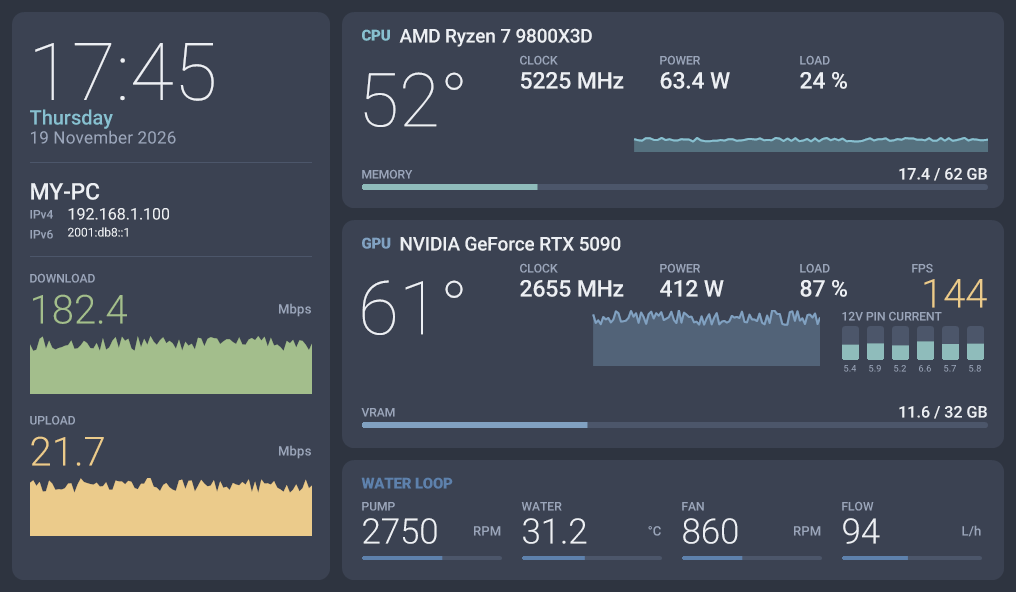 17:45
Thursday
19 November 2026
MY-PC
IPv4 192.168.1.100
IPv6 2001:db8::1
DOWNLOAD
182.4 Mbps
UPLOAD
21.7 Mbps
CPU AMD Ryzen 7 9800X3D
52°
CLOCK
5225 MHz
POWER
63.4 W
LOAD
24 %
MEMORY 17.4 / 62 GB
GPU NVIDIA GeForce RTX 5090
61°
CLOCK
2655 MHz
POWER
412 W
LOAD
87 %
FPS
144
12V PIN CURRENT
5.4 5.9 5.2 6.6 5.7 5.8
VRAM 11.6 / 32 GB
WATER LOOP
PUMP
2750 RPM
WATER
31.2 °C
FAN
860 RPM
FLOW
94 L/h